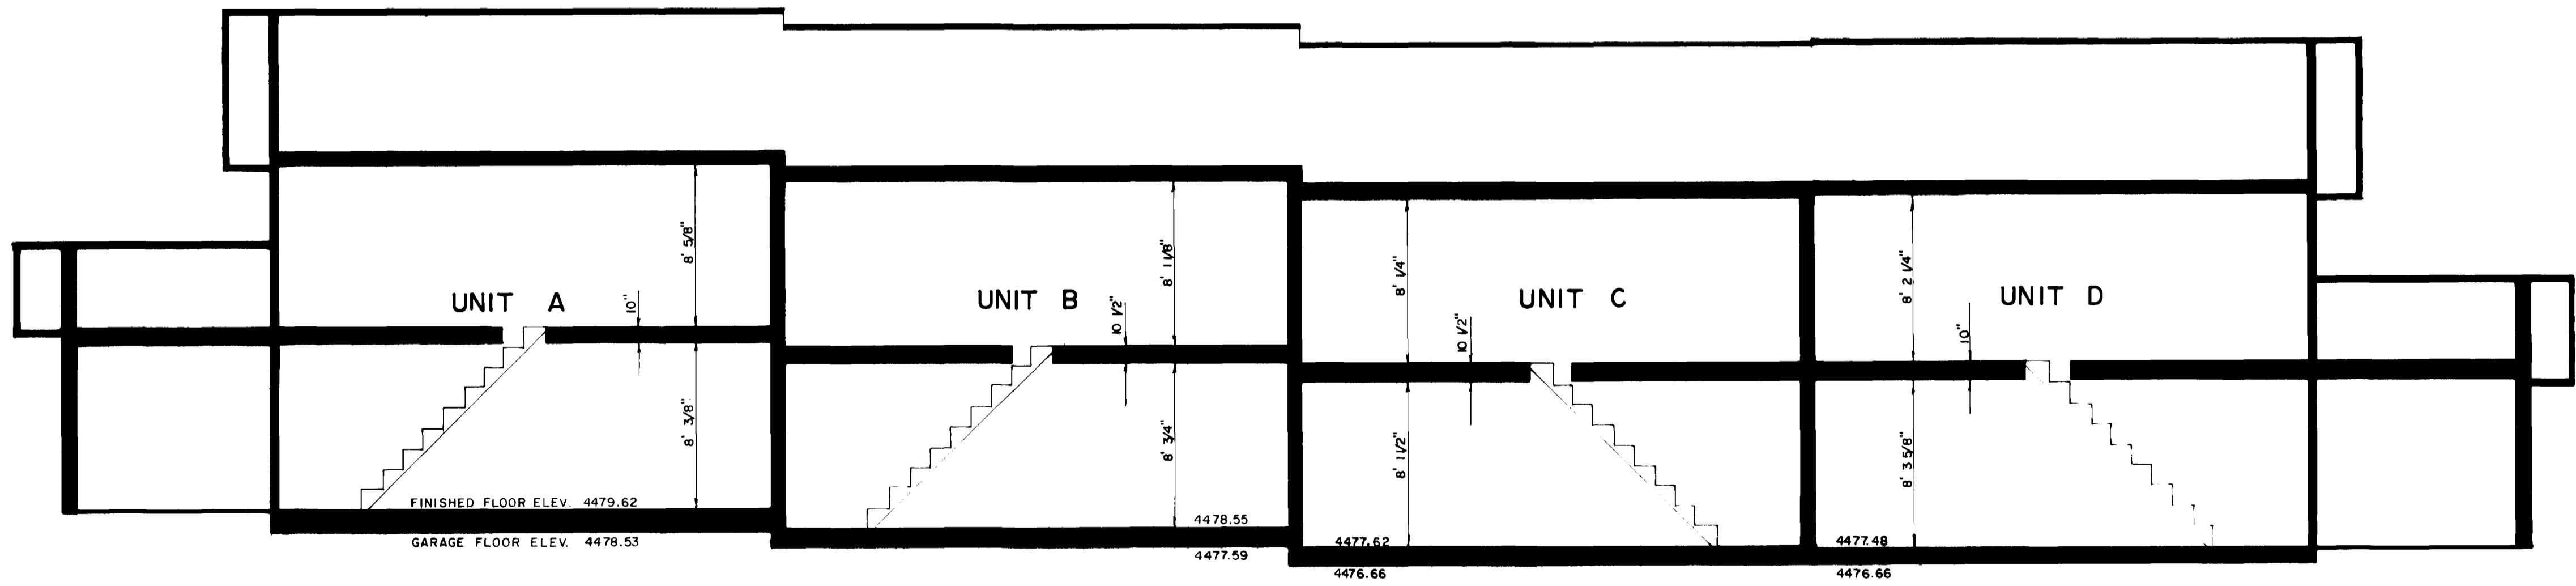 UNIT A
8' 5/8"
10"
8' 3/8"
FINISHED FLOOR ELEV. 4479.62
GARAGE FLOOR ELEV. 4478.53
UNIT B
8' 1 1/8"
10 1/2"
8' 3/4"
4478.55
4477.59
UNIT C
8' 1/4"
10 1/2"
8' 1 1/2"
4477.62
4476.66
UNIT D
8' 2 1/4"
10"
8' 3 5/8"
4477.48
4476.66